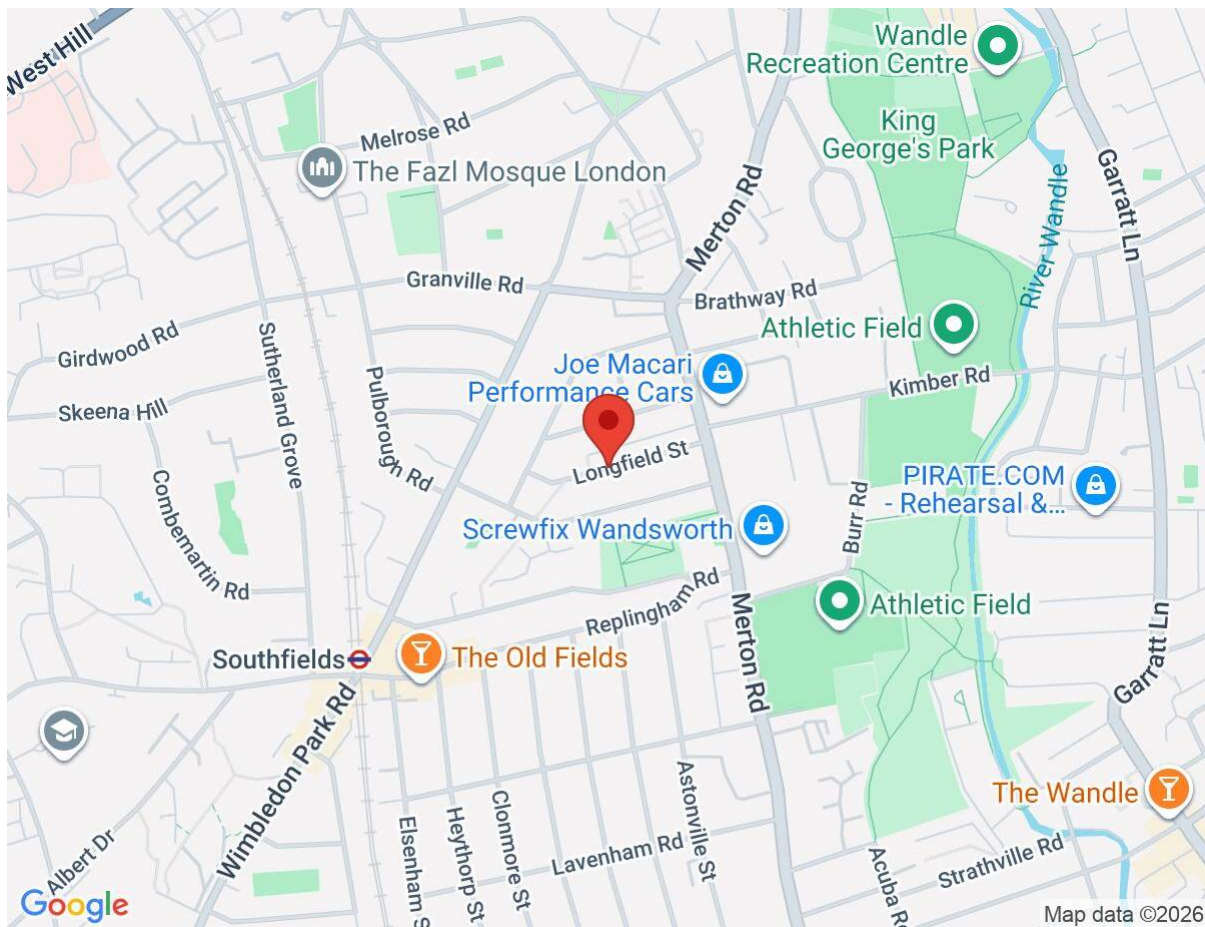 West Hill
Wandle
Recreation Centre
Melrose Rd
King
George's Park
The Fazl Mosque London
Garratt Ln
Merton Rd
River Wandle
Granville Rd
Brathway Rd
Girdwood Rd
Sutherland Grove
Athletic Field
Joe Macari
Performance Cars
Kimber Rd
Skeena Hill
Pulborough Rd
Longfield St
Combemartin Rd
PIRATE.COM
- Rehearsal &...
Screwfix Wandsworth
Burr Rd
Replingham Rd
Athletic Field
Southfields
The Old Fields
Merton Rd
Garratt Ln
Wimbledon Park Rd
The Wandle
Astonville St
Albert Dr
Elsenham S
Heythorp St
Clonmore St
Lavenham Rd
Acuba Ro
Strathville Rd
Google
Map data ©2026